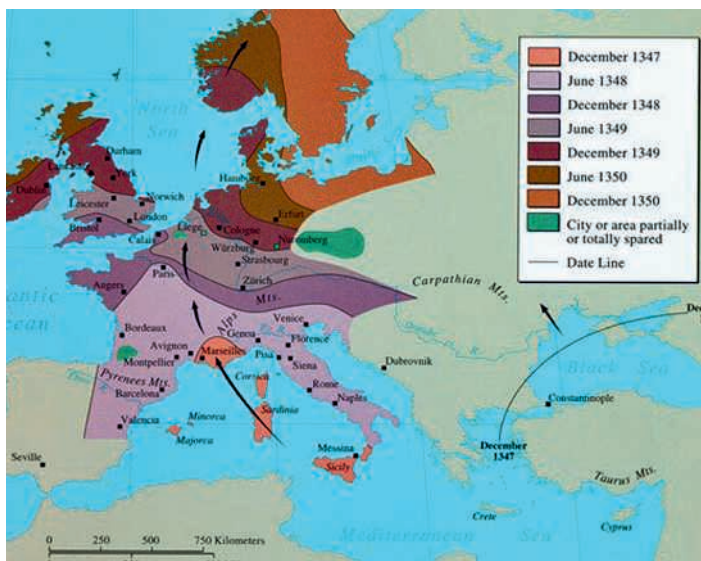 December 1347
June 1348
December 1348
June 1349
December 1349
June 1350
December 1350
City or area partially
or totally spared
Date Line
North
Sea
Durham
York
Dublin
Leicester
Norwich
Bristol
London
Calais
Liege
Hamburg
Cologne
Erfurt
Würzburg
Nuremberg
Paris
Strasbourg
Angers
Zürich
Mts.
Carpathian Mts.
Ocean
Alps
Bordeaux
Venice
Genoa
Avignon
Florence
Montpellier
Marseilles
Pisa
Siena
Dubrovnik
Black Sea
Pyrenees Mts.
Corsica
Barcelona
Rome
Constantinople
Minorca
Sardinia
Naples
Valencia
Majorca
Seville
Messina
December
1347
Sicily
Taurus Mts.
Crete
Cyprus
Mediterranean Sea
0 250 500 750 Kilometers